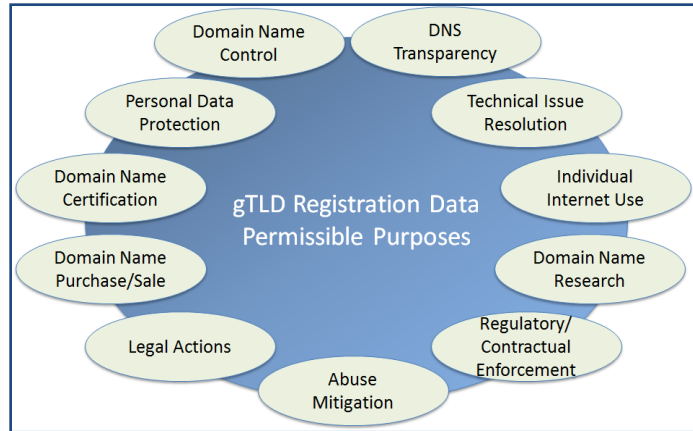 Domain Name
Control
DNS
Transparency
Personal Data
Protection
Technical Issue
Resolution
Domain Name
Certification
Individual
Internet Use
gTLD Registration Data
Permissible Purposes
Domain Name
Purchase/Sale
Domain Name
Research
Legal Actions
Regulatory/
Contractual
Enforcement
Abuse
Mitigation